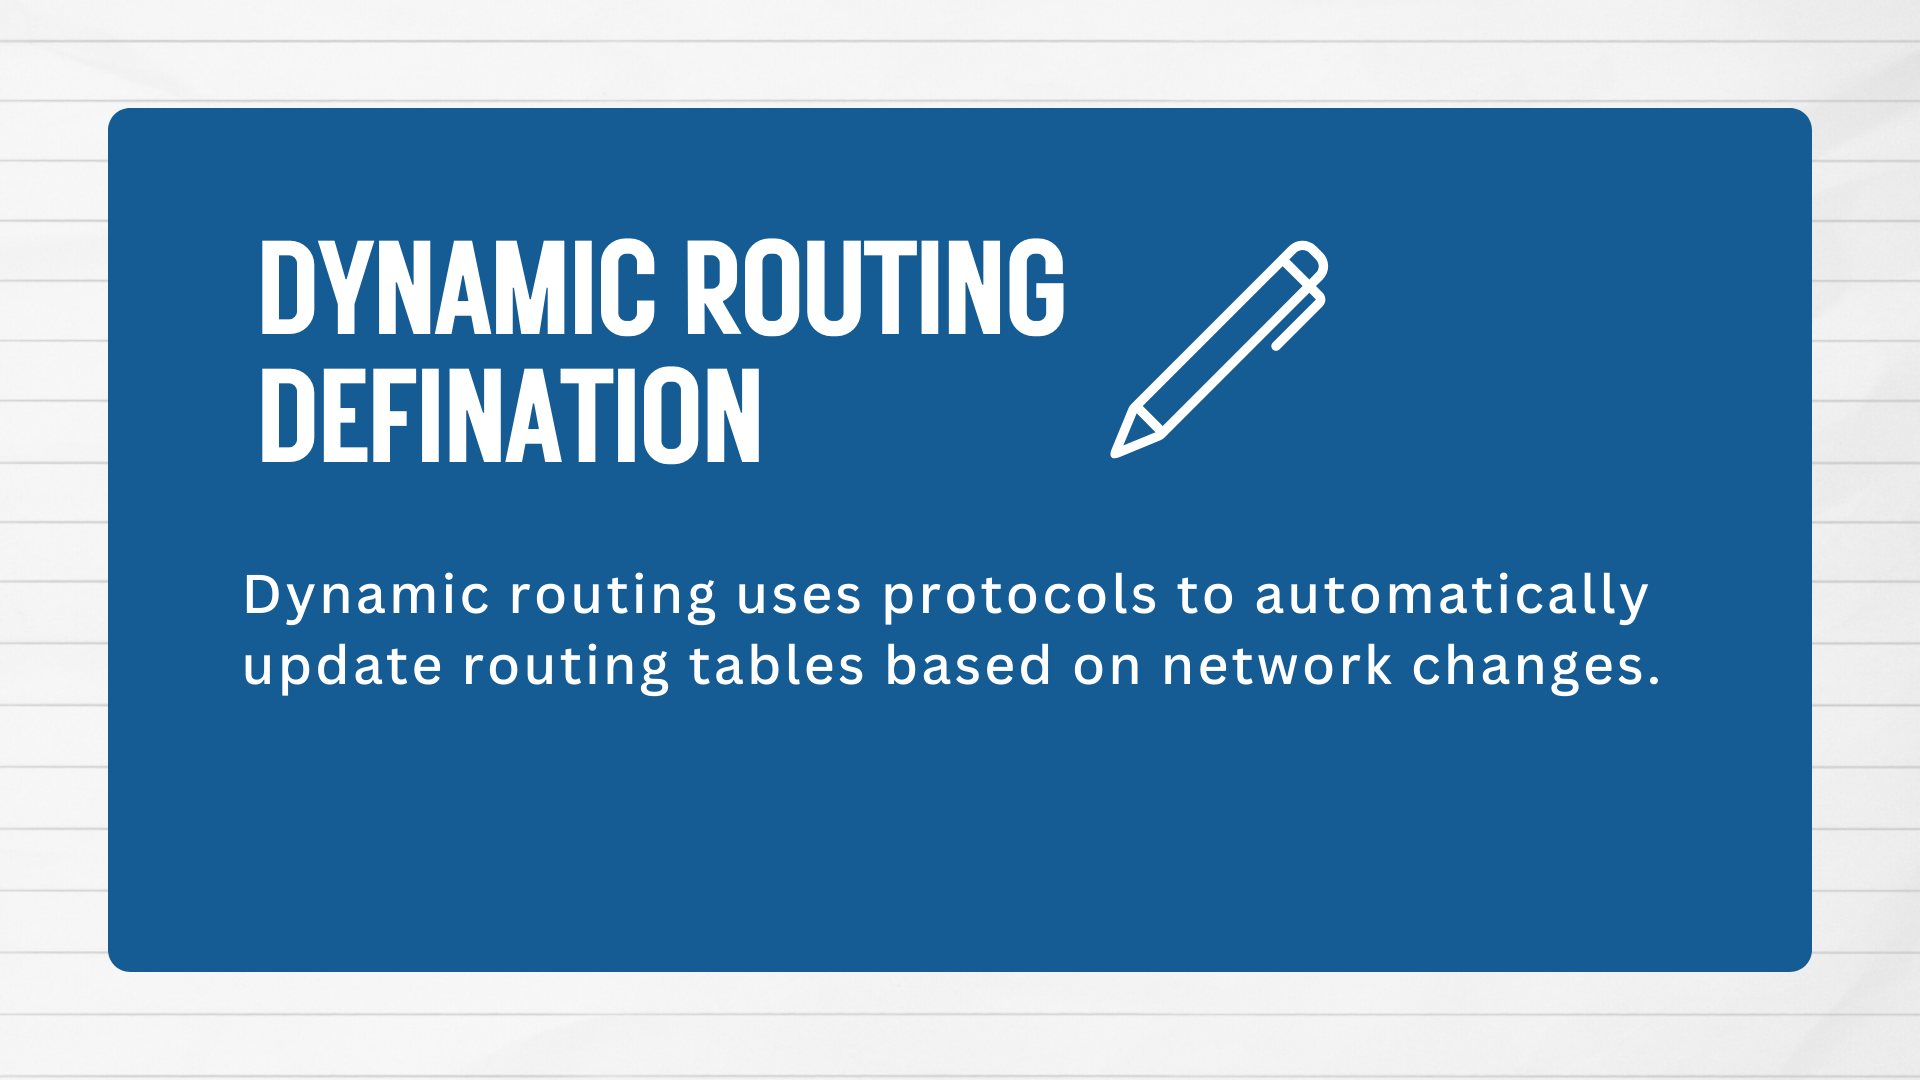 DYNAMIC ROUTING
DEFINATION
Dynamic routing uses protocols to automatically
update routing tables based on network changes.